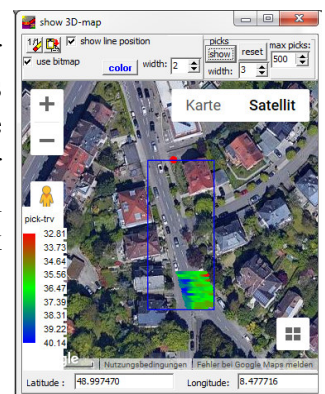 show 3D-map
1/j show line position
picks
max picks:
use bitmap
color
width: 2
show
reset
500
width: 3
Karte Satellit
pick-trv
32.81
33.73
34.64
35.56
36.47
37.39
38.31
39.22
40.14
Nutzungsbedingungen Fehler bei Google Maps melden
Latitude : 48.997470 Longitude: 8.477716